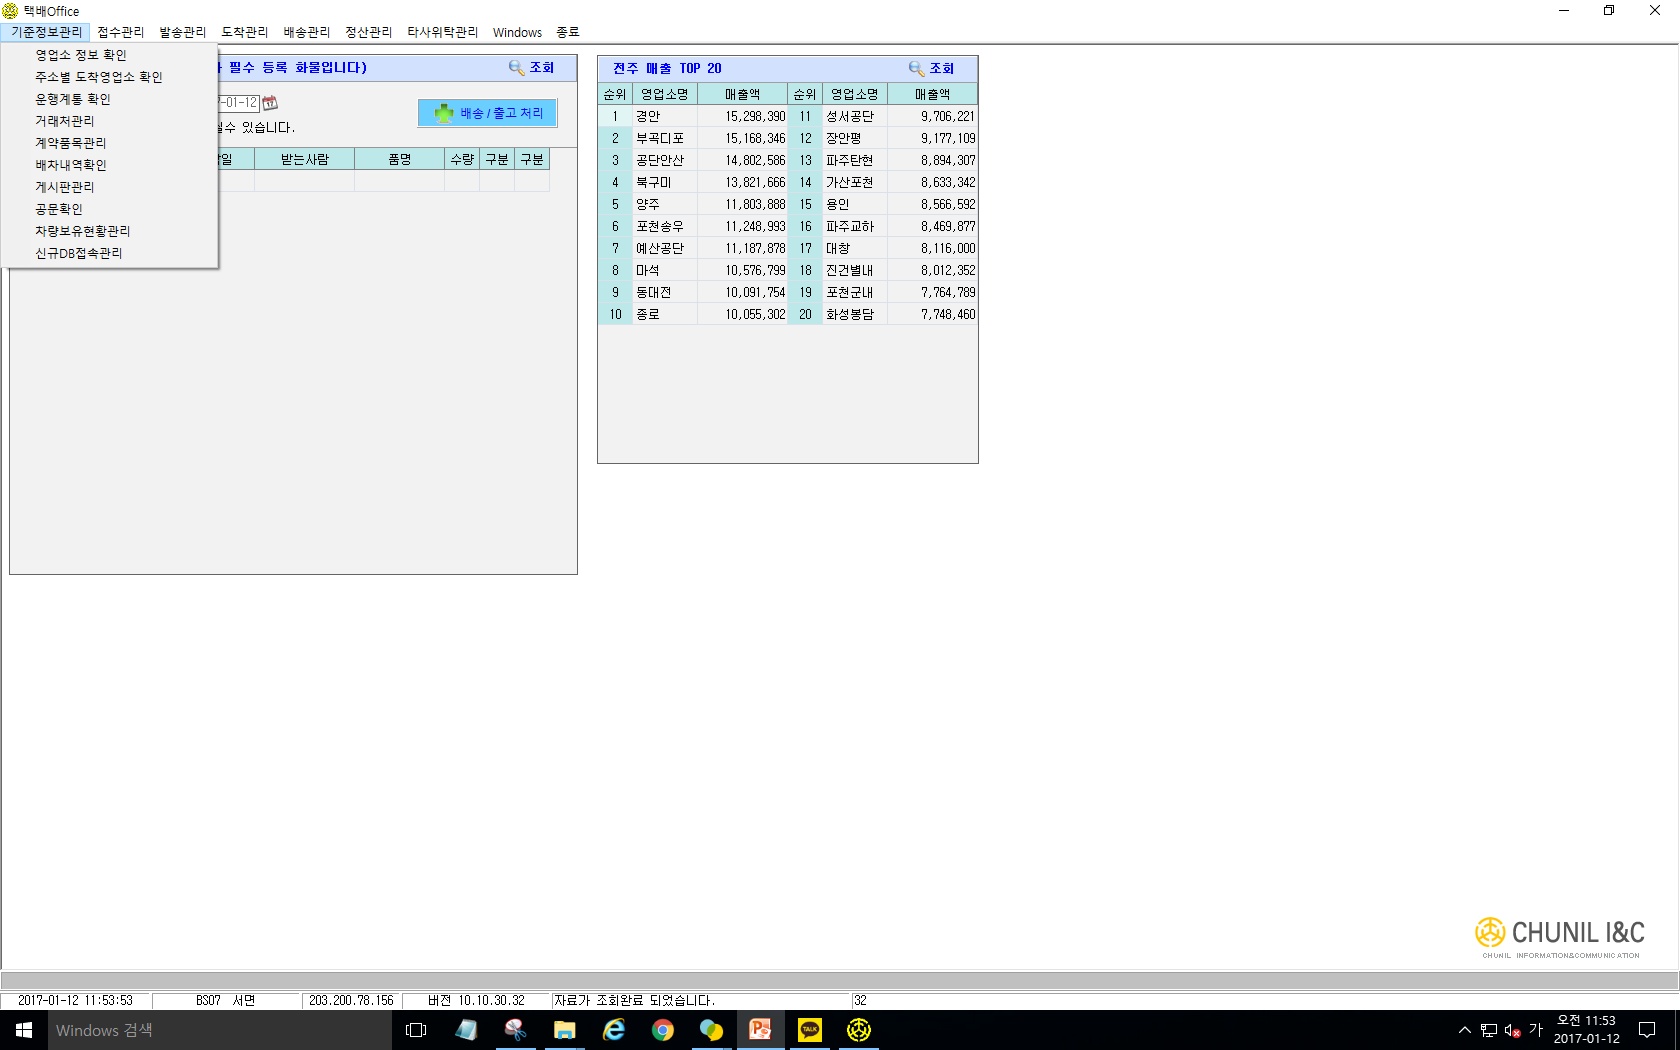 택배Office
기준정보관리 접수관리 발송관리 도착관리 배송관리 정산관리 타사위탁관리 Windows 종료
영업소 정보 확인
주소별 도착영업소 확인
운행계통 확인
거래처관리
계약품목관리
배차내역확인
게시판관리
공문확인
차량보유현황관리
신규DB접속관리
필수 등록 화물입니다) 조회
-01-12
배송 / 출고 처리
실수 있습니다.
일 받는사람 품명 수량 구분 구분
전주 매출 TOP 20 조회
순위 영업소명 매출액 순위 영업소명 매출액
1 경안 15,298,390 11 성서공단 9,706,221
2 부곡디포 15,168,346 12 장안평 9,177,109
3 공단안산 14,802,586 13 파주탄현 8,894,307
4 북구미 13,821,666 14 가산포천 8,633,342
5 양주 11,803,888 15 용인 8,566,592
6 포천송우 11,248,993 16 파주교하 8,469,877
7 예산공단 11,187,878 17 대창 8,116,000
8 마석 10,576,799 18 진건별내 8,012,352
9 동대전 10,091,754 19 포천군내 7,764,789
10 종로 10,055,302 20 화성봉담 7,748,460
CHUNIL I&C
CHUNIL INFORMATION&COMMUNICATION
2017-01-12 11:53:53 BS07 서면 203.200.78.156 버전 10.10.30.32 자료가 조회완료 되었습니다. 32
Windows 검색
TALK
가
오전 11:53
2017-01-12